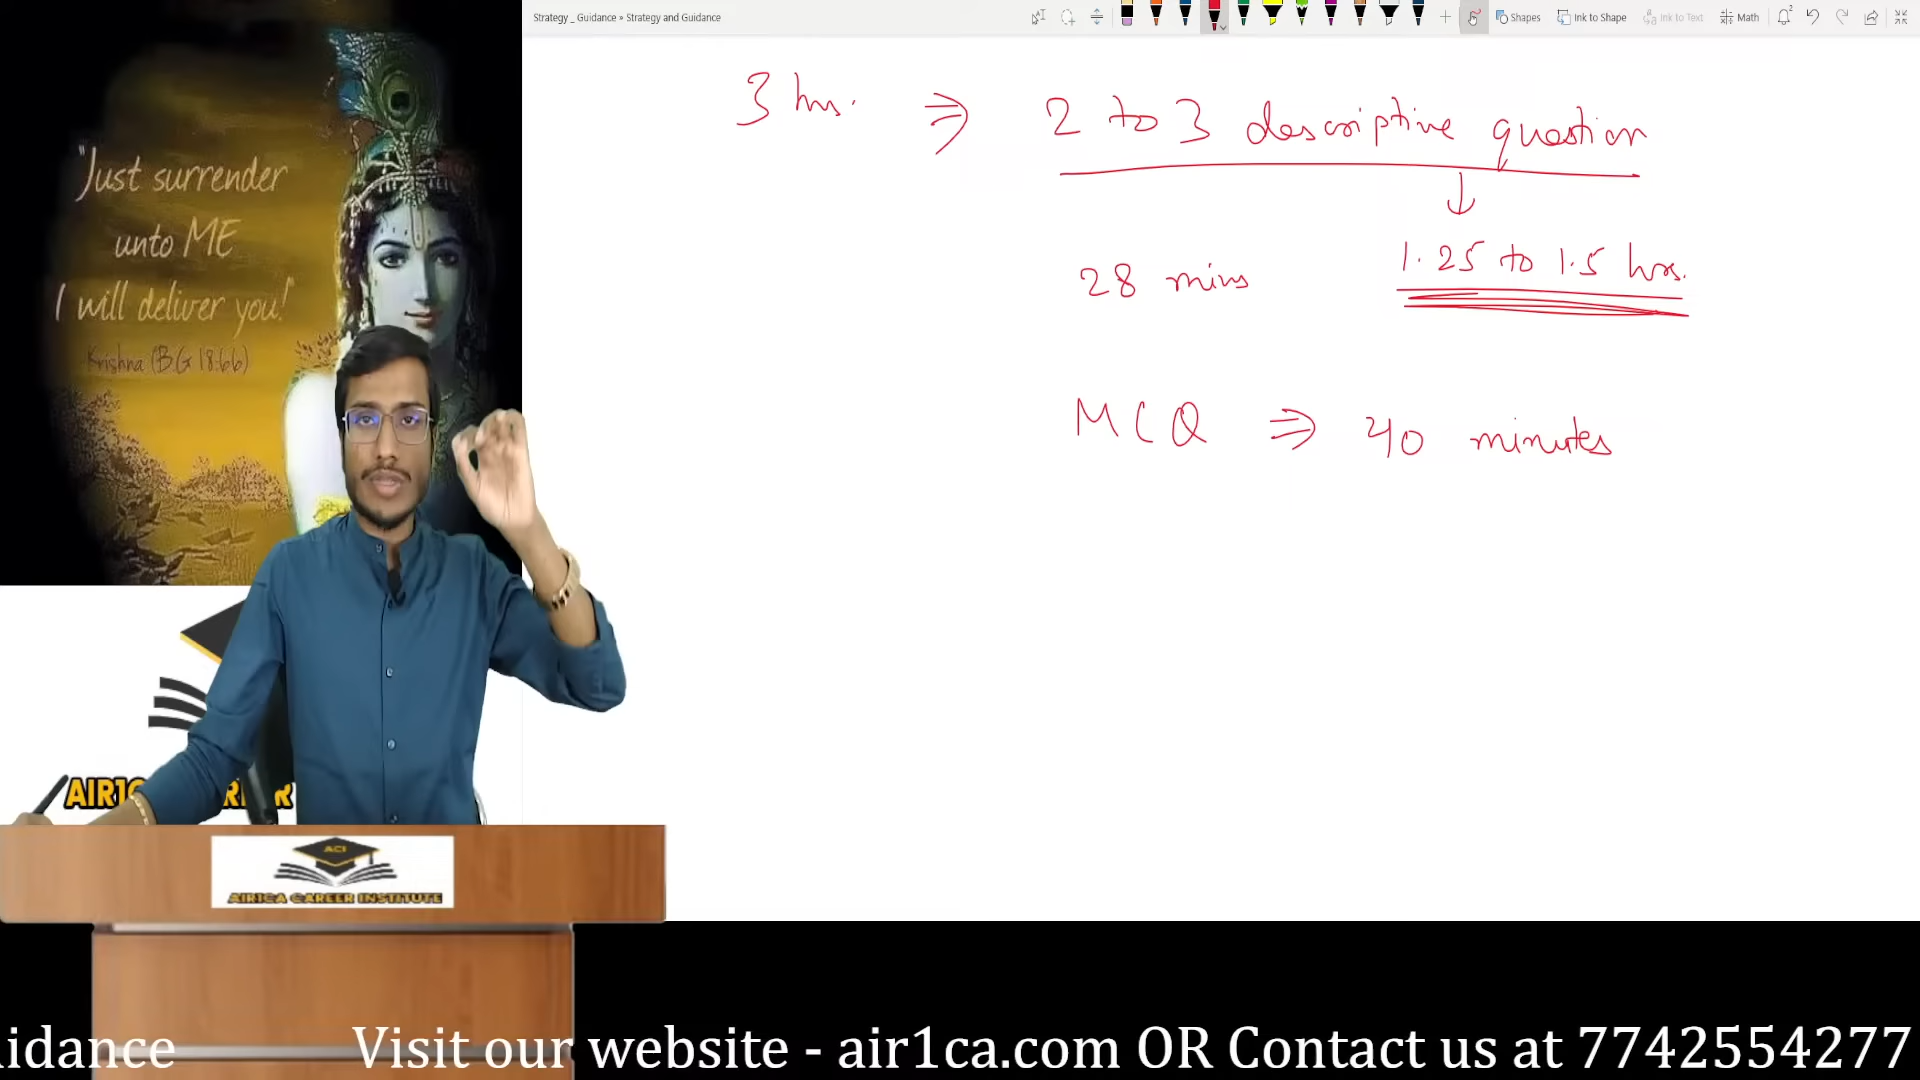 Strategy _ Guidance » Strategy and Guidance
Shapes
Ink to Shape
Ink to Text
Math
"Just surrender
unto ME
I will deliver you!"
Krishna (B.G 18:66)
3 hrs. ⇒ 2 to 3 descriptive question
↓
28 mins 1.25 to 1.5 hrs.
MCQ ⇒ 40 minutes
ACI
AIR1CA CAREER INSTITUTE
idance Visit our website - air1ca.com OR Contact us at 7742554277